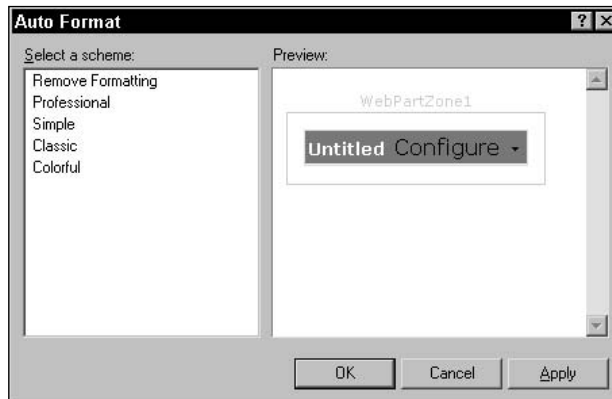 Auto Format
Select a scheme:
Remove Formatting
Professional
Simple
Classic
Colorful
Preview:
WebPartZone1
Untitled Configure
OK
Cancel
Apply